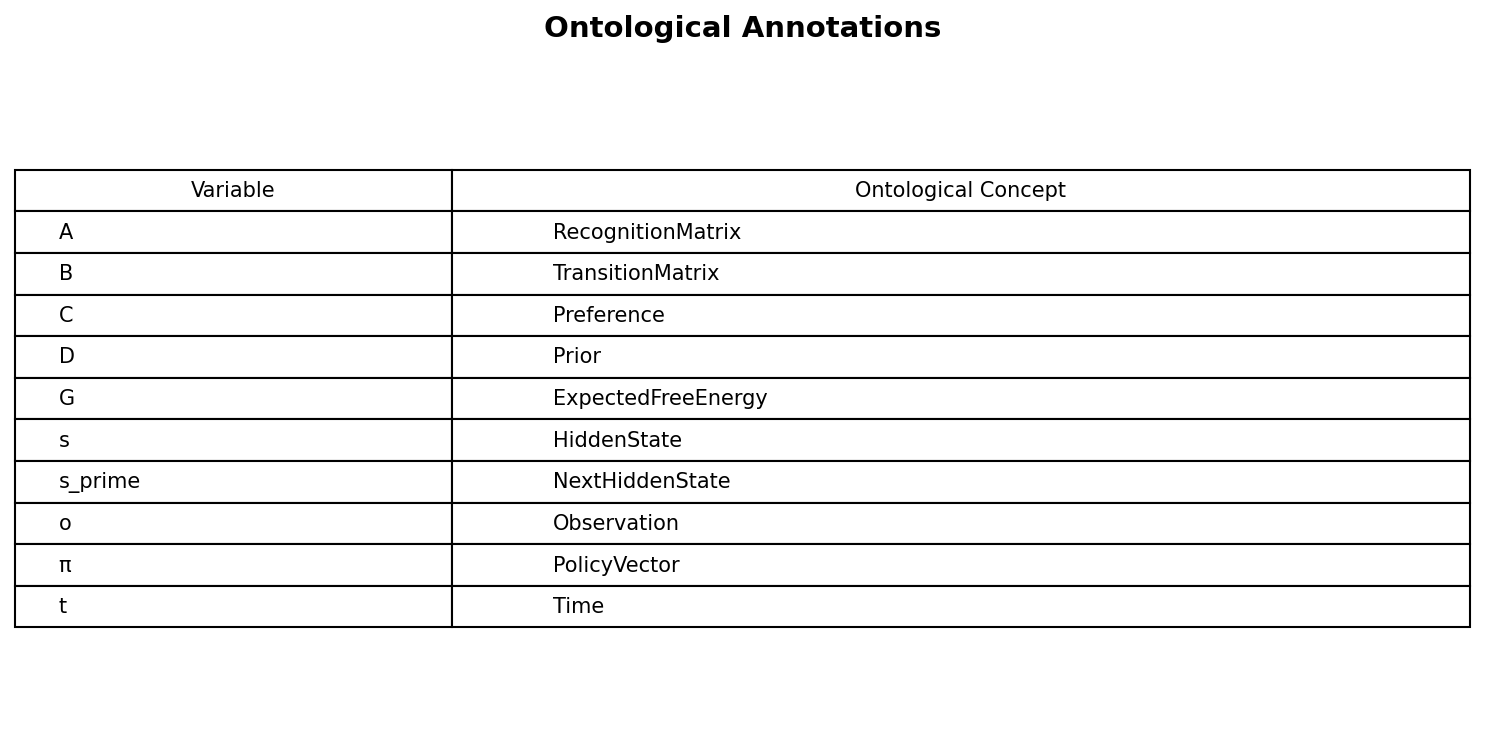 Ontological Annotations
Variable Ontological Concept
A RecognitionMatrix
B TransitionMatrix
C Preference
D Prior
G ExpectedFreeEnergy
s HiddenState
s_prime NextHiddenState
o Observation
π PolicyVector
t Time